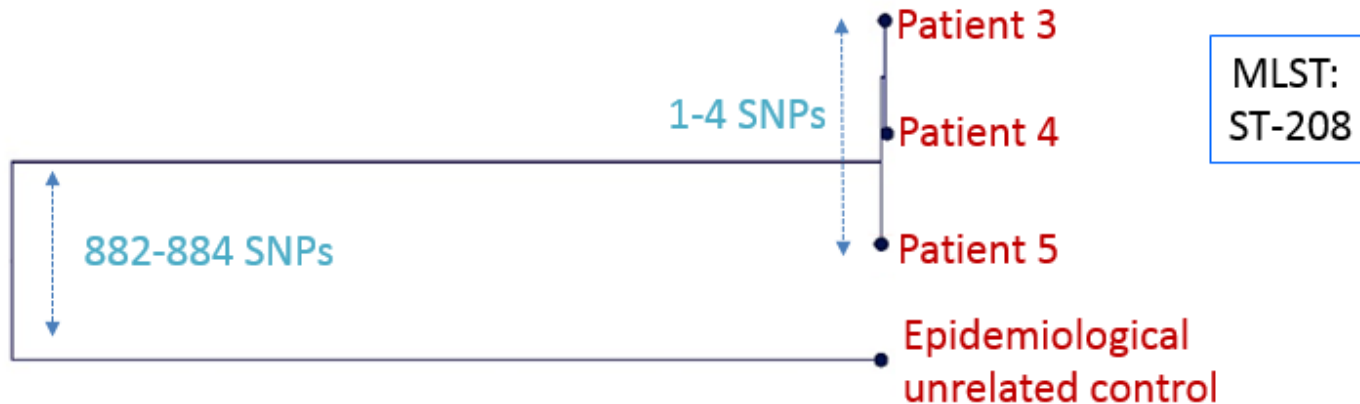 Patient 3
MLST:
ST-208
1-4 SNPs
Patient 4
882-884 SNPs
Patient 5
Epidemiological
unrelated control